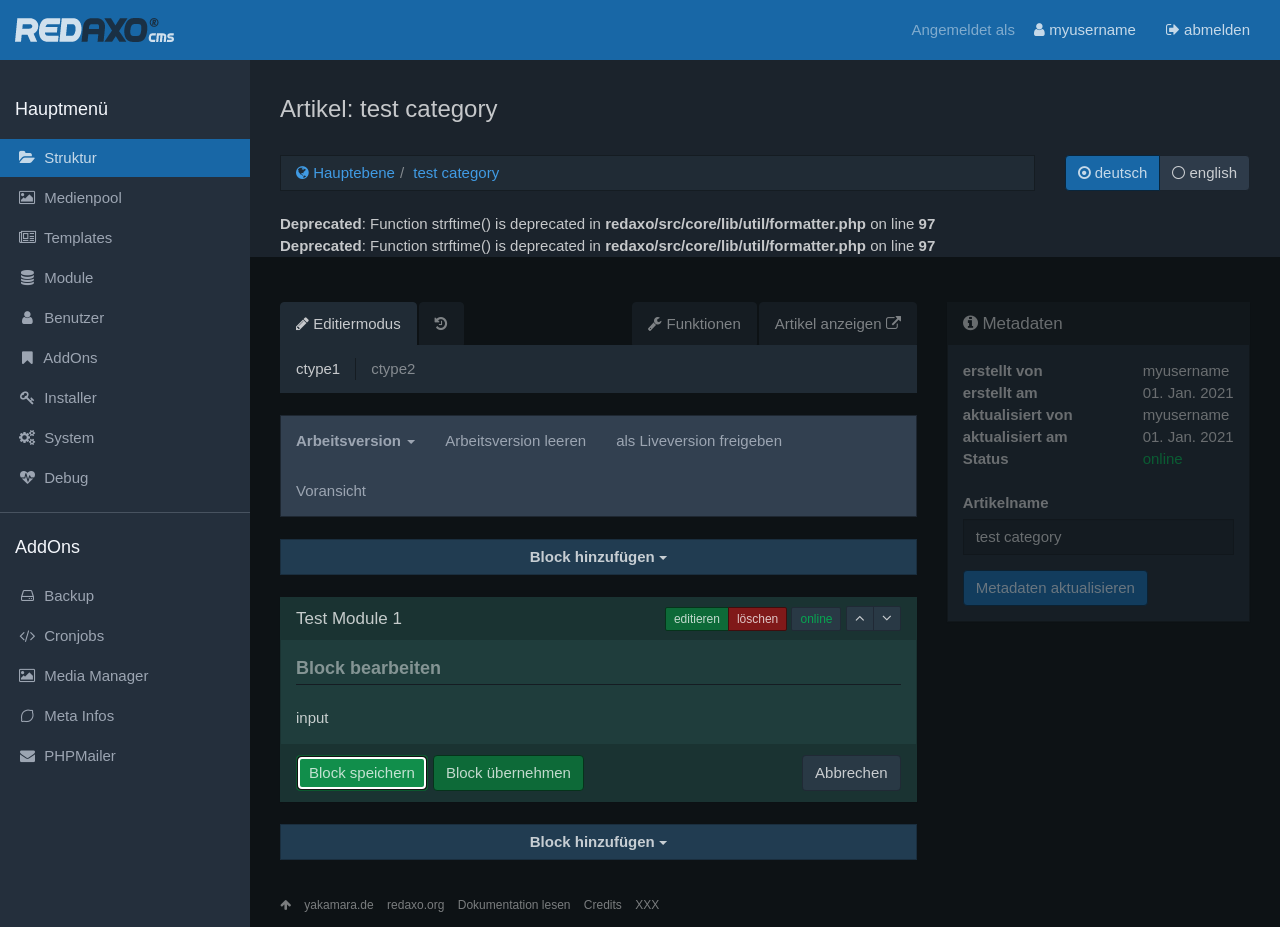 REDAXO® cms
Angemeldet als myusername abmelden
Hauptmenü
Struktur
Medienpool
Templates
Module
Benutzer
AddOns
Installer
System
Debug
AddOns
Backup
Cronjobs
Media Manager
Meta Infos
PHPMailer
Artikel: test category
Hauptebene / test category
deutsch english
Deprecated: Function strftime() is deprecated in redaxo/src/core/lib/util/formatter.php on line 97
Deprecated: Function strftime() is deprecated in redaxo/src/core/lib/util/formatter.php on line 97
Editiermodus Funktionen Artikel anzeigen
ctype1 ctype2
Arbeitsversion Arbeitsversion leeren als Liveversion freigeben
Voransicht
Block hinzufügen
Test Module 1 editieren löschen online
Block bearbeiten
input
Block speichern Block übernehmen Abbrechen
Block hinzufügen
Metadaten
erstellt von myusername
erstellt am 01. Jan. 2021
aktualisiert von myusername
aktualisiert am 01. Jan. 2021
Status online
Artikelname
test category
Metadaten aktualisieren
yakamara.de redaxo.org Dokumentation lesen Credits XXX